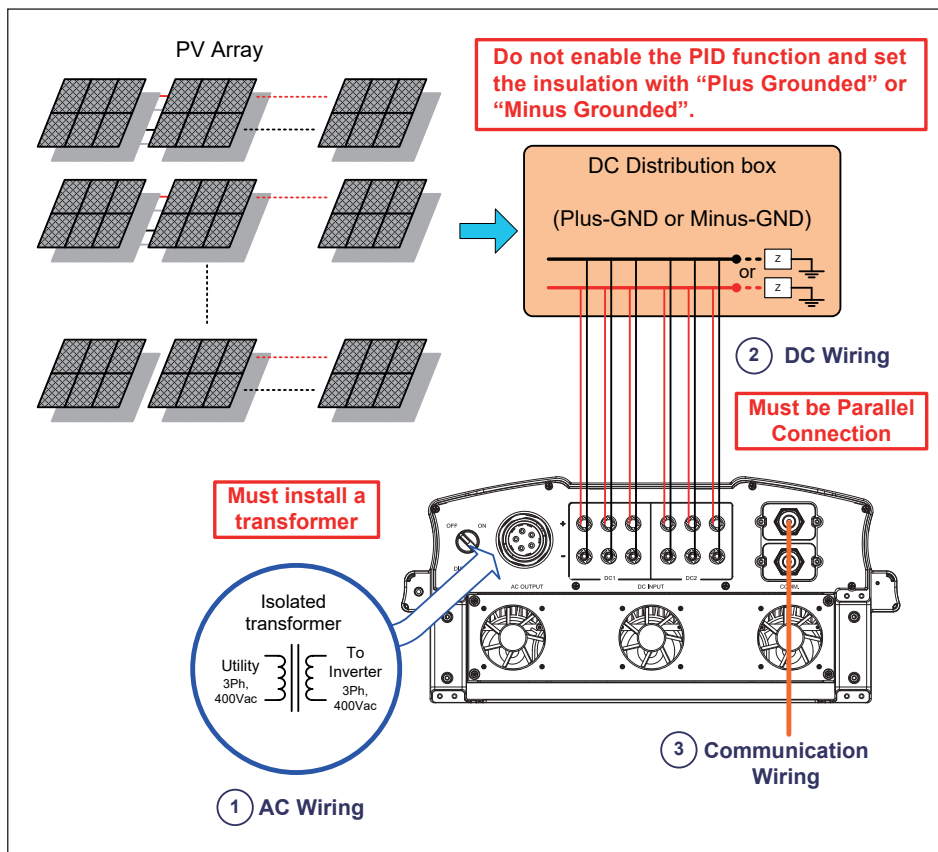 PV Array
Do not enable the PID function and set
the insulation with “Plus Grounded” or
“Minus Grounded”.
DC Distribution box
(Plus-GND or Minus-GND)
Z
or
Z
2 DC Wiring
Must be Parallel
Connection
Must install a
transformer
OFF
ON
+
-
AC OUTPUT
DC1
DC INPUT
DC2
COMM.
Isolated
transformer
Utility
3Ph,
400Vac
To
Inverter
3Ph,
400Vac
1 AC Wiring
3 Communication
Wiring